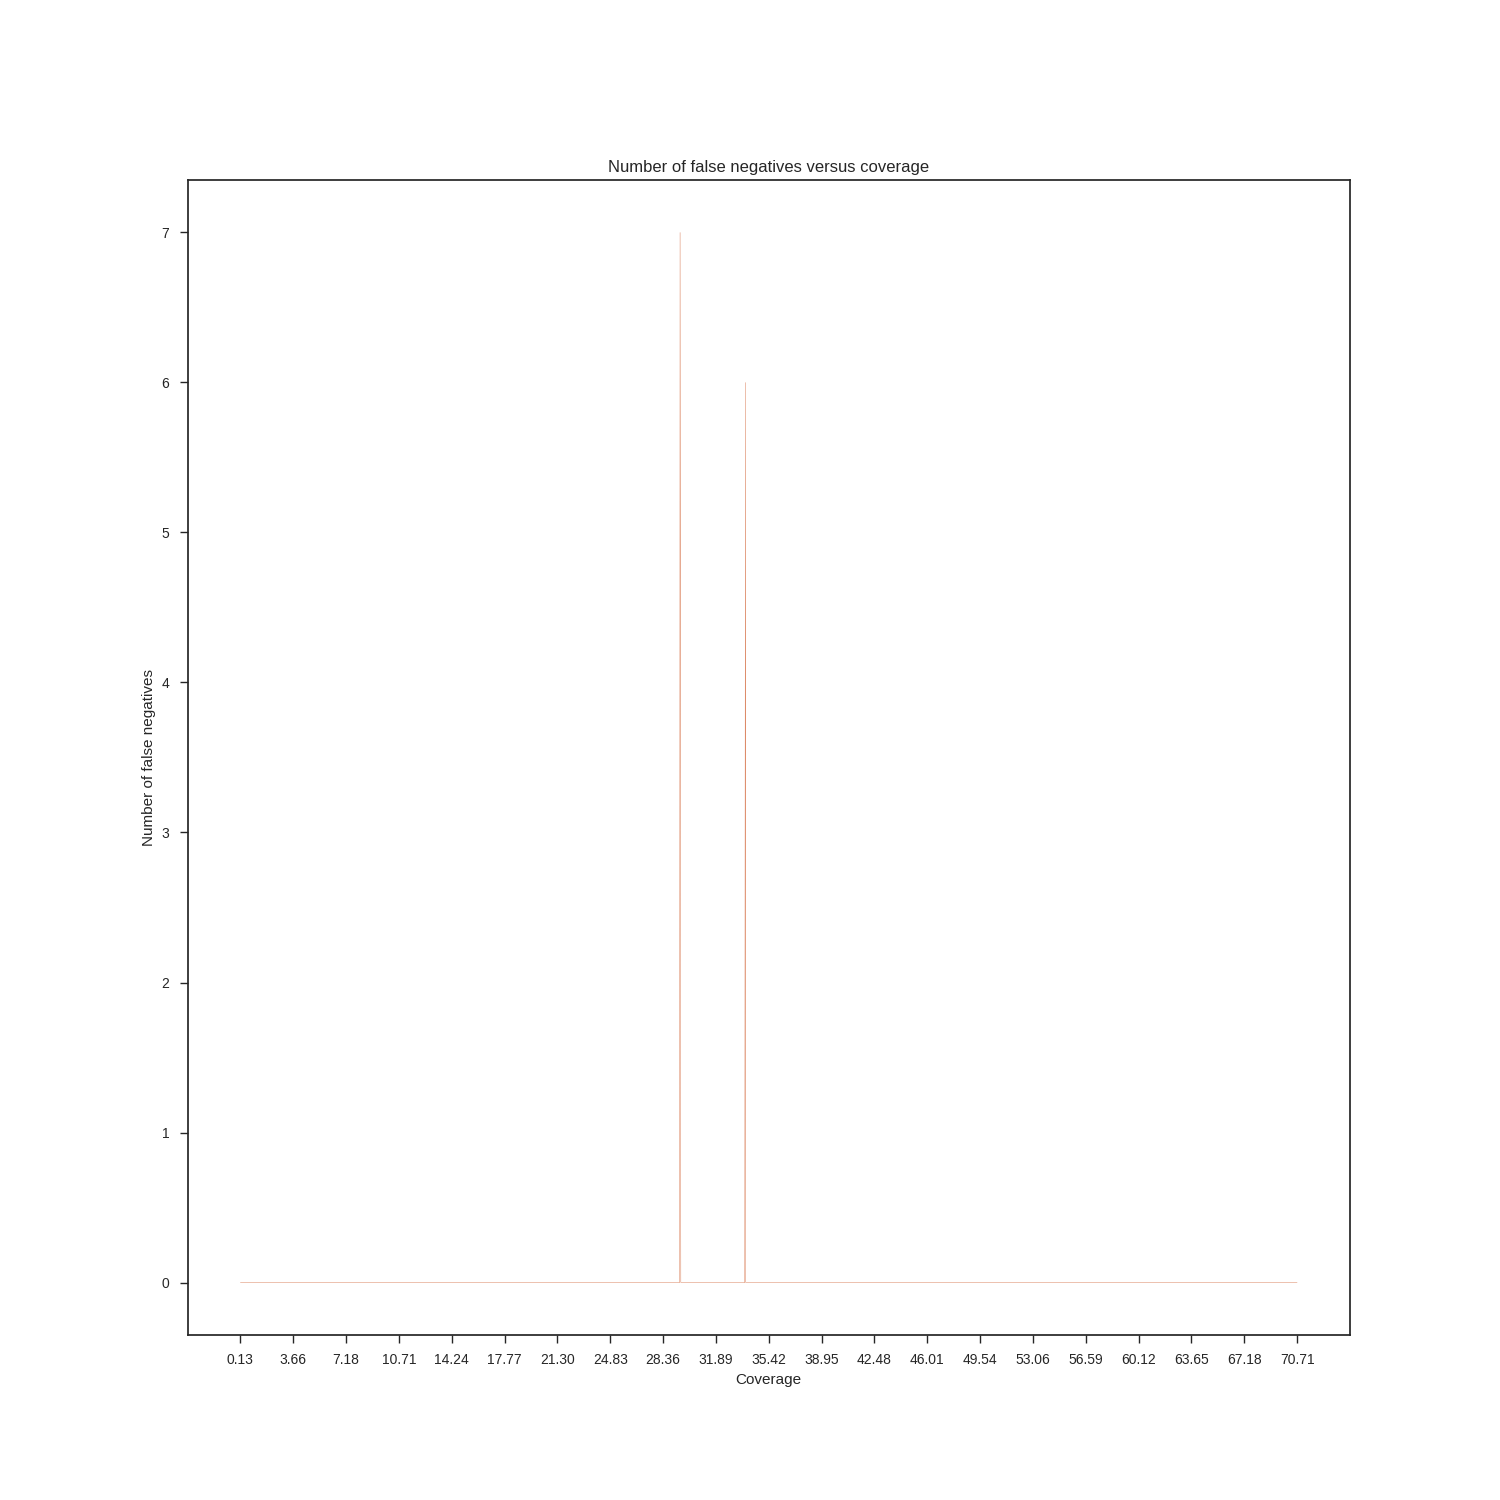 Number of false negatives versus coverage
7
6
5
4
3
2
1
0
Number of false negatives
0.13 3.66 7.18 10.71 14.24 17.77 21.30 24.83 28.36 31.89 35.42 38.95 42.48 46.01 49.54 53.06 56.59 60.12 63.65 67.18 70.71
Coverage